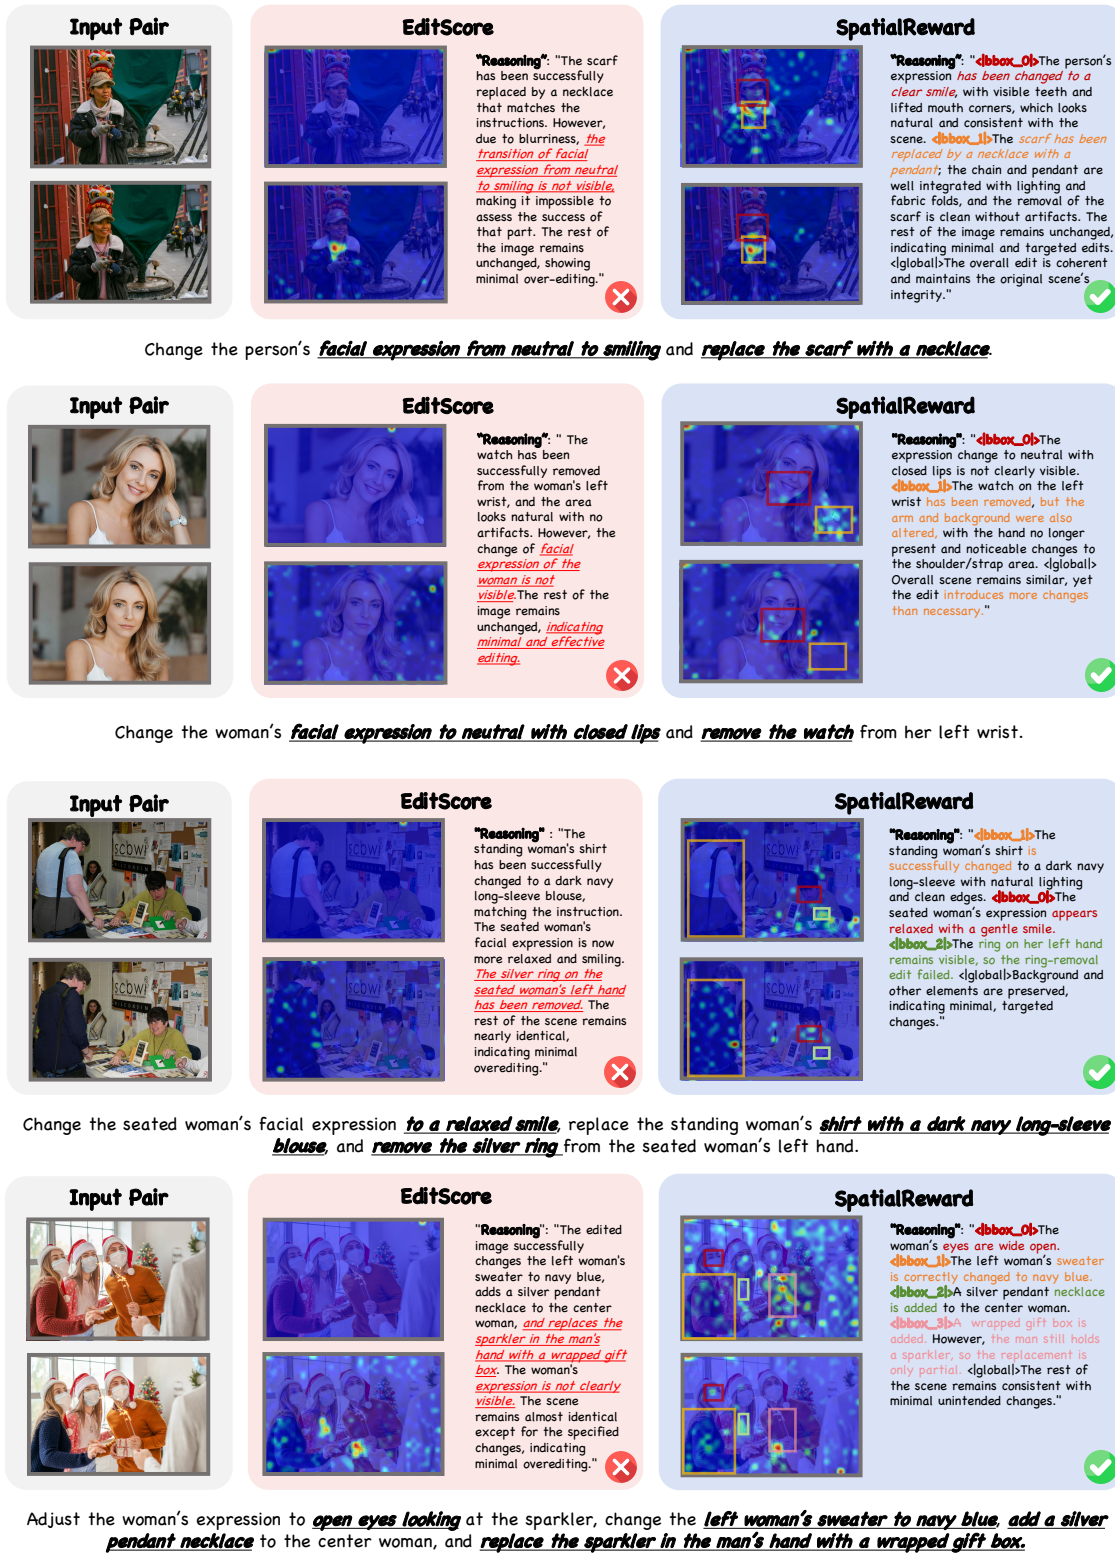 Input Pair
EditScore
SpatialReward
"Reasoning": "The scarf
has been successfully
replaced by a necklace
that matches the
instructions. However,
due to blurriness, the
transition of facial
expression from neutral
to smiling is not visible,
making it impossible to
assess the success of
that part. The rest of
the image remains
unchanged, showing
minimal over-editing."
"Reasoning": "<|bbox_0|>The person's
expression has been changed to a
clear smile, with visible teeth and
lifted mouth corners, which looks
natural and consistent with the
scene. <|bbox_1|>The scarf has been
replaced by a necklace with a
pendant; the chain and pendant are
well integrated with lighting and
fabric folds, and the removal of the
scarf is clean without artifacts. The
rest of the image remains unchanged,
indicating minimal and targeted edits.
<|global|>The overall edit is coherent
and maintains the original scene's
integrity."
Change the person's facial expression from neutral to smiling and replace the scarf with a necklace.
Input Pair
EditScore
SpatialReward
"Reasoning": " The
watch has been
successfully removed
from the woman's left
wrist, and the area
looks natural with no
artifacts. However, the
change of facial
expression of the
woman is not
visible.The rest of the
image remains
unchanged, indicating
minimal and effective
editing.
"Reasoning": "<|bbox_0|>The
expression change to neutral with
closed lips is not clearly visible.
<|bbox_1|>The watch on the left
wrist has been removed, but the
arm and background were also
altered, with the hand no longer
present and noticeable changes to
the shoulder/strap area. <|global|>
Overall scene remains similar, yet
the edit introduces more changes
than necessary."
Change the woman's facial expression to neutral with closed lips and remove the watch from her left wrist.
Input Pair
EditScore
SpatialReward
scbwi
scbwi
"Reasoning" : "The
standing woman's shirt
has been successfully
changed to a dark navy
long-sleeve blouse,
matching the instruction.
The seated woman's
facial expression is now
more relaxed and smiling.
The silver ring on the
seated woman's left hand
has been removed. The
rest of the scene remains
nearly identical,
indicating minimal
overediting."
"Reasoning": "<|bbox_1|>The
standing woman's shirt is
successfully changed to a dark navy
long-sleeve with natural lighting
and clean edges. <|bbox_0|>The
seated woman's expression appears
relaxed with a gentle smile.
<|bbox_2|>The ring on her left hand
remains visible, so the ring-removal
edit failed. <|global|>Background and
other elements are preserved,
indicating minimal, targeted
changes."
Change the seated woman's facial expression to a relaxed smile, replace the standing woman's shirt with a dark navy long-sleeve
blouse, and remove the silver ring from the seated woman's left hand.
Input Pair
EditScore
SpatialReward
"Reasoning": "The edited
image successfully
changes the left woman's
sweater to navy blue,
adds a silver pendant
necklace to the center
woman, and replaces the
sparkler in the man's
hand with a wrapped gift
box. The woman's
expression is not clearly
visible. The scene
remains almost identical
except for the specified
changes, indicating
minimal overediting."
"Reasoning": "<|bbox_0|>The
woman's eyes are wide open.
<|bbox_1|>The left woman's sweater
is correctly changed to navy blue.
<|bbox_2|>A silver pendant necklace
is added to the center woman.
<|bbox_3|>A wrapped gift box is
added. However, the man still holds
a sparkler, so the replacement is
only partial. <|global|>The rest of
the scene remains consistent with
minimal unintended changes."
Adjust the woman's expression to open eyes looking at the sparkler, change the left woman's sweater to navy blue, add a silver
pendant necklace to the center woman, and replace the sparkler in the man's hand with a wrapped gift box.